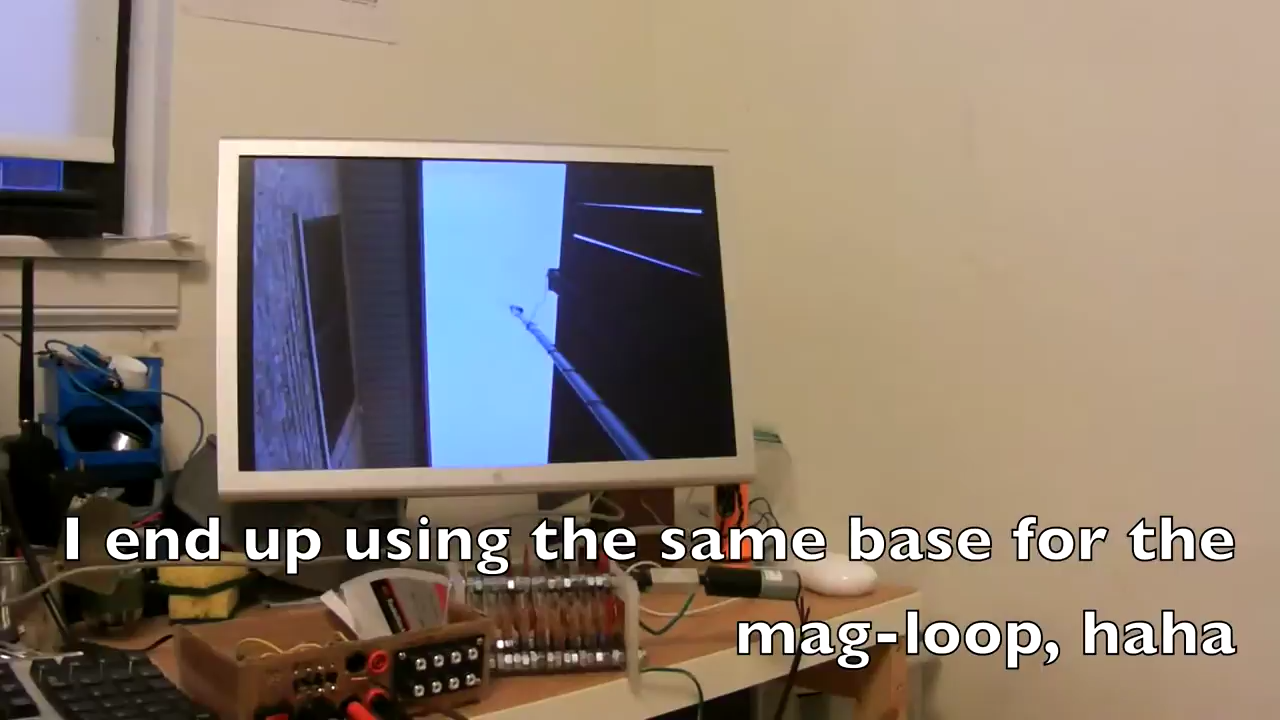 I end up using the same base for the
mag-loop, haha